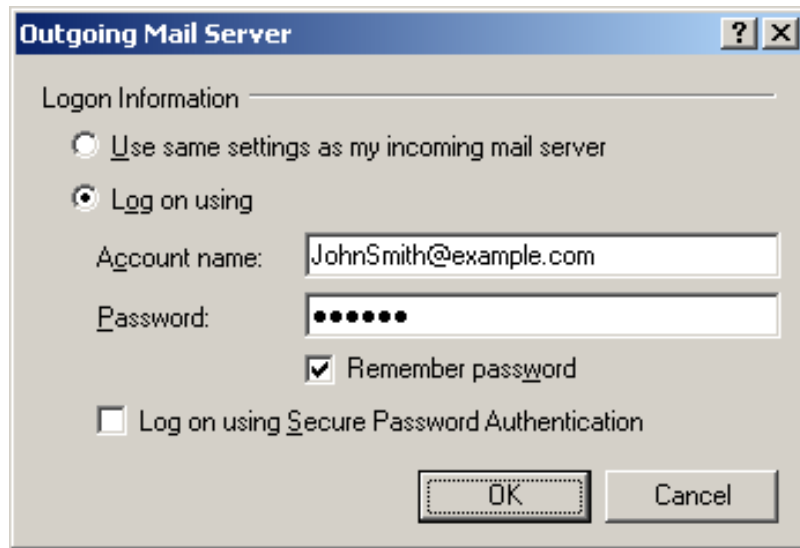 Outgoing Mail Server
Logon Information
Use same settings as my incoming mail server
Log on using
Account name: JohnSmith@example.com
Password: ●●●●●●
Remember password
Log on using Secure Password Authentication
OK Cancel